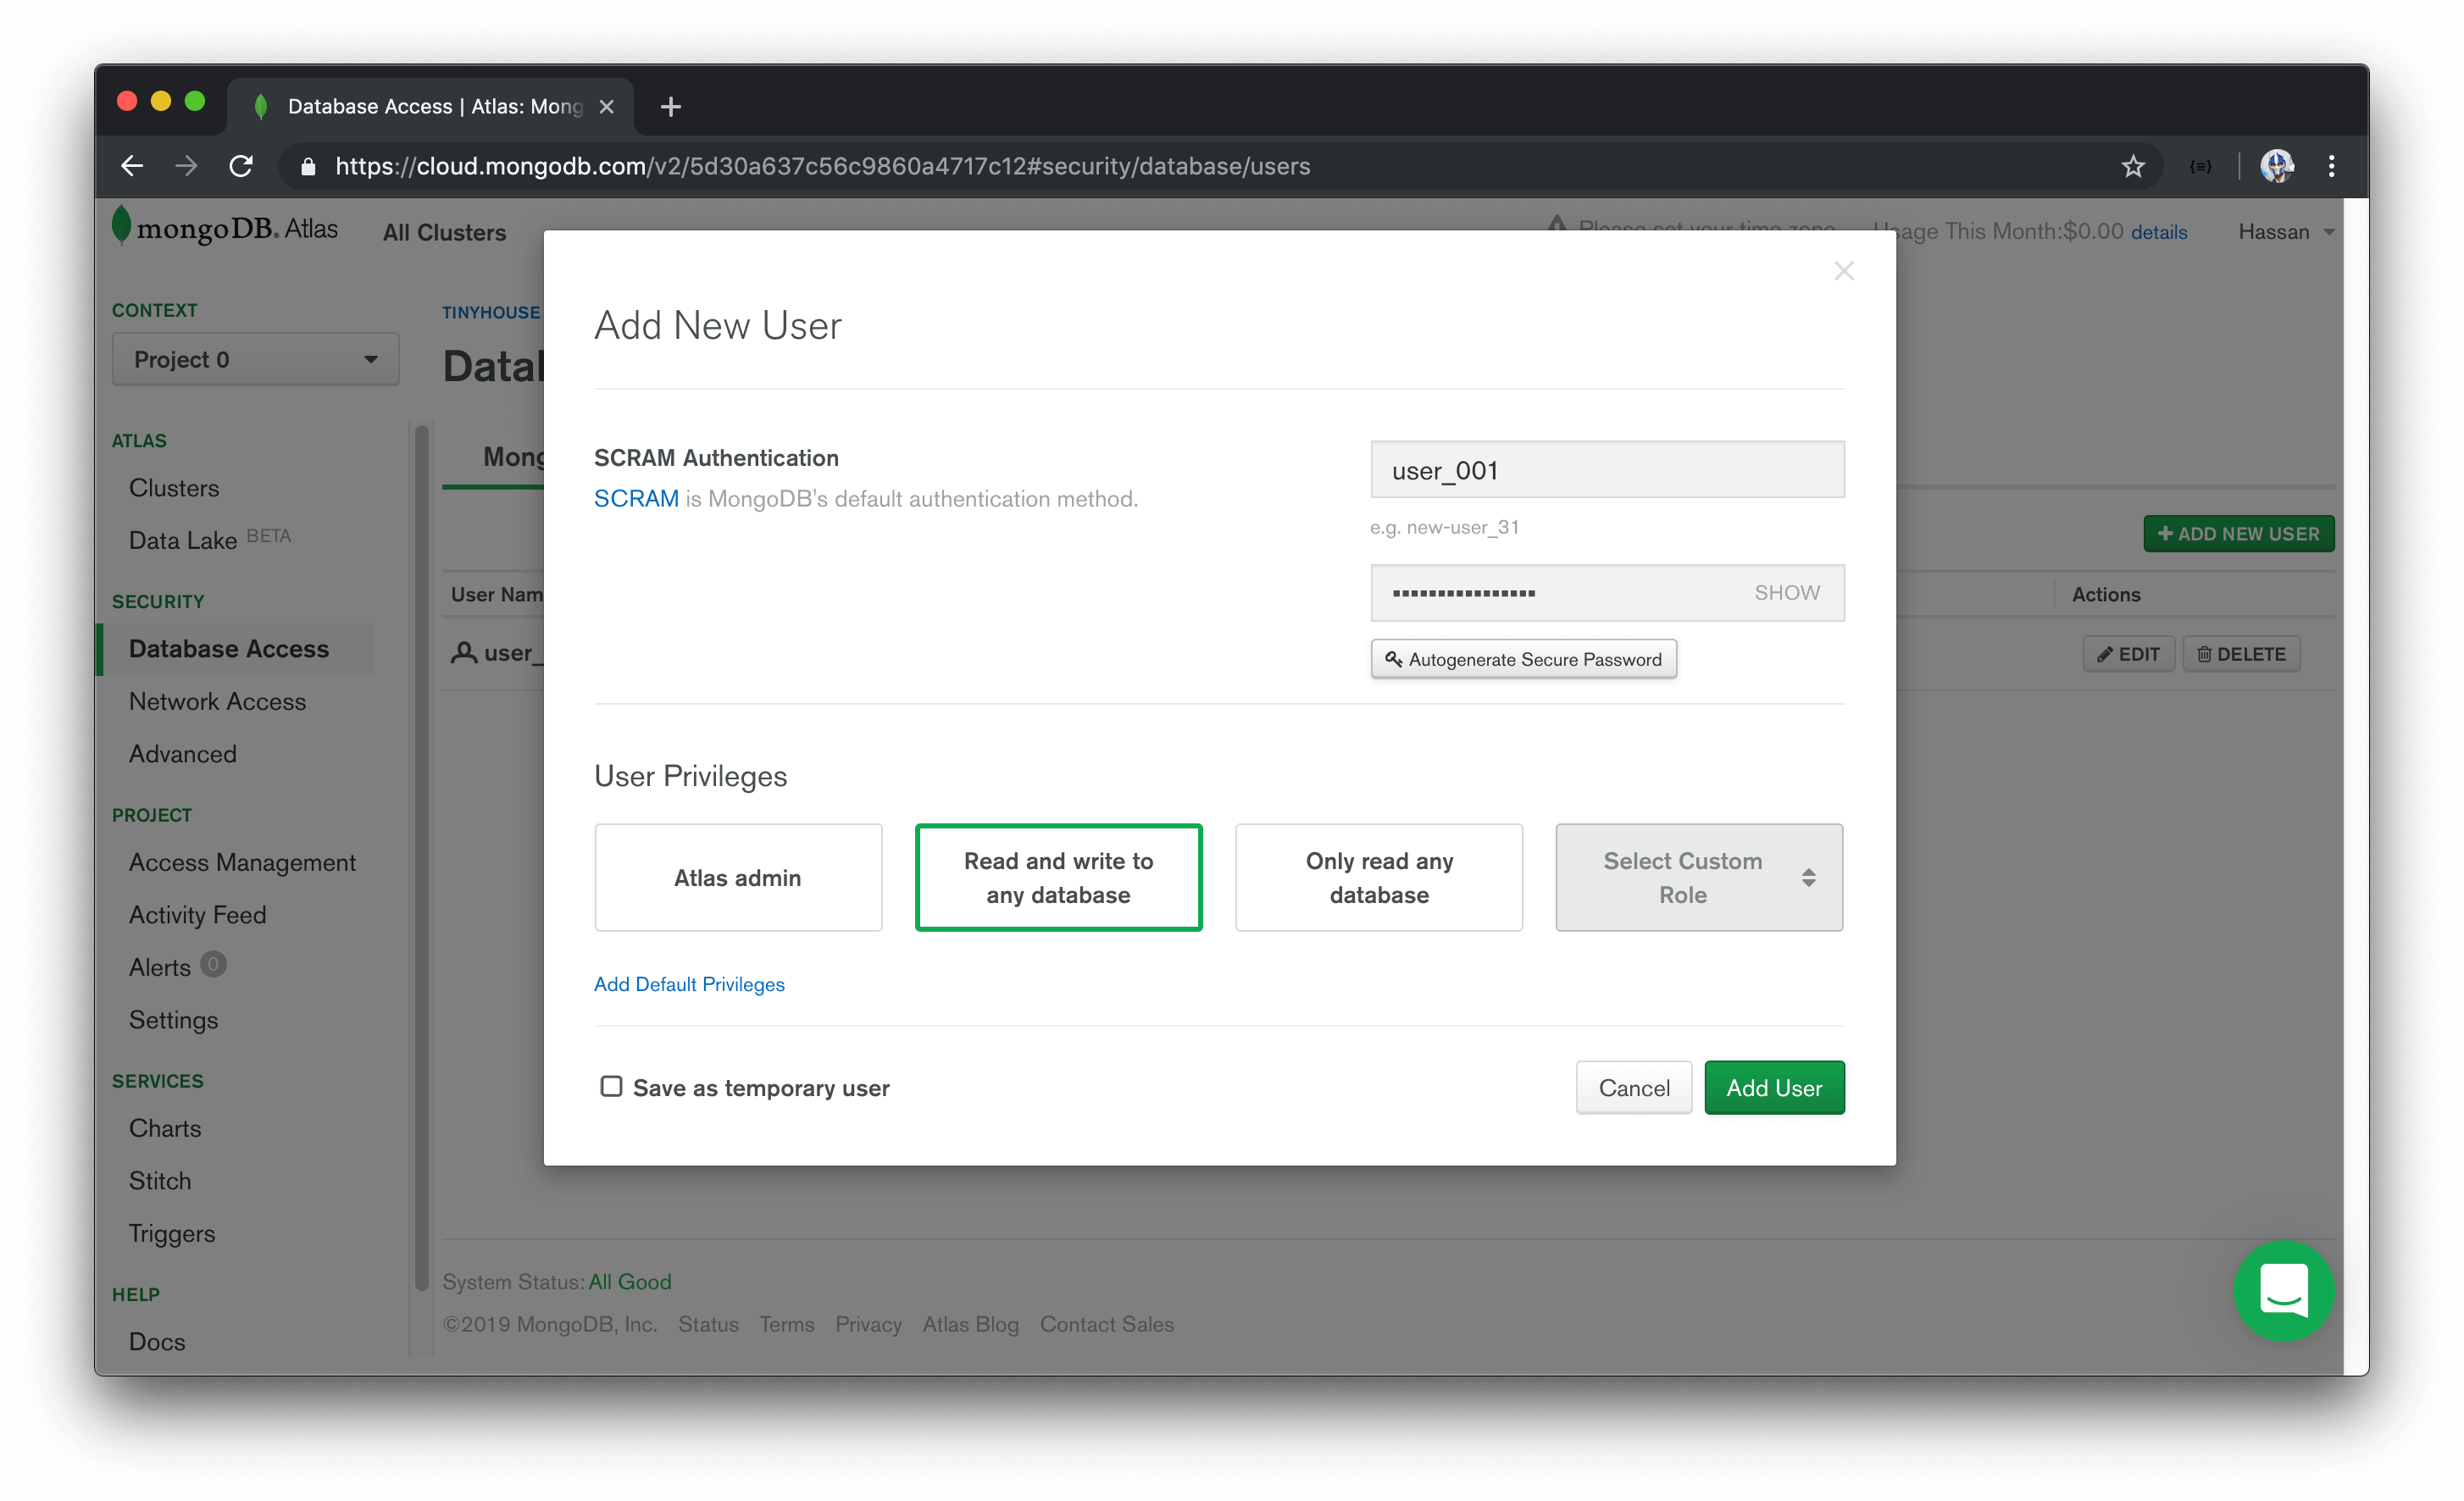 Database Access | Atlas: Mong
https://cloud.mongodb.com/v2/5d30a637c56c9860a4717c12#security/database/users
mongoDB. Atlas
All Clusters
Please set your time zone
Usage This Month:$0.00 details
Hassan
CONTEXT
Project 0
ATLAS
Clusters
Data Lake BETA
SECURITY
Database Access
Network Access
Advanced
PROJECT
Access Management
Activity Feed
Alerts 0
Settings
SERVICES
Charts
Stitch
Triggers
HELP
Docs
TINYHOUSE
Datab
Mong
+ ADD NEW USER
User Nam
Actions
user_
EDIT
DELETE
Add New User
SCRAM Authentication
SCRAM is MongoDB's default authentication method.
user_001
e.g. new-user_31
••••••••••••••••
SHOW
Autogenerate Secure Password
User Privileges
Atlas admin
Read and write to
any database
Only read any
database
Select Custom
Role
Add Default Privileges
Save as temporary user
Cancel
Add User
System Status: All Good
©2019 MongoDB, Inc. Status Terms Privacy Atlas Blog Contact Sales